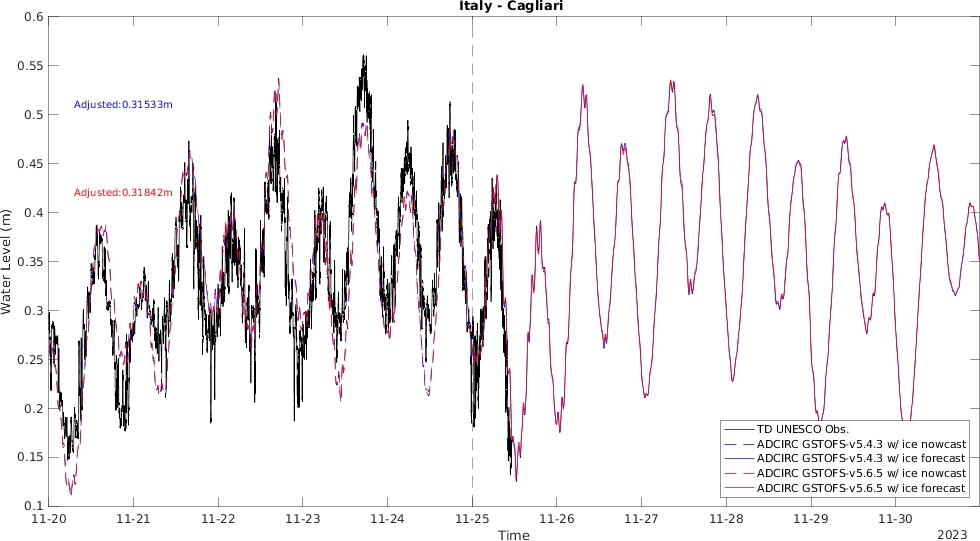 Italy - Cagliari
0.6
0.55
0.5
0.45
0.4
0.35
0.3
0.25
0.2
0.15
0.1
Water Level (m)
Adjusted:0.31533m
Adjusted:0.31842m
TD UNESCO Obs.
ADCIRC GSTOFS-v5.4.3 w/ ice nowcast
ADCIRC GSTOFS-v5.4.3 w/ ice forecast
ADCIRC GSTOFS-v5.6.5 w/ ice nowcast
ADCIRC GSTOFS-v5.6.5 w/ ice forecast
11-20 11-21 11-22 11-23 11-24 11-25 11-26 11-27 11-28 11-29 11-30
Time
2023